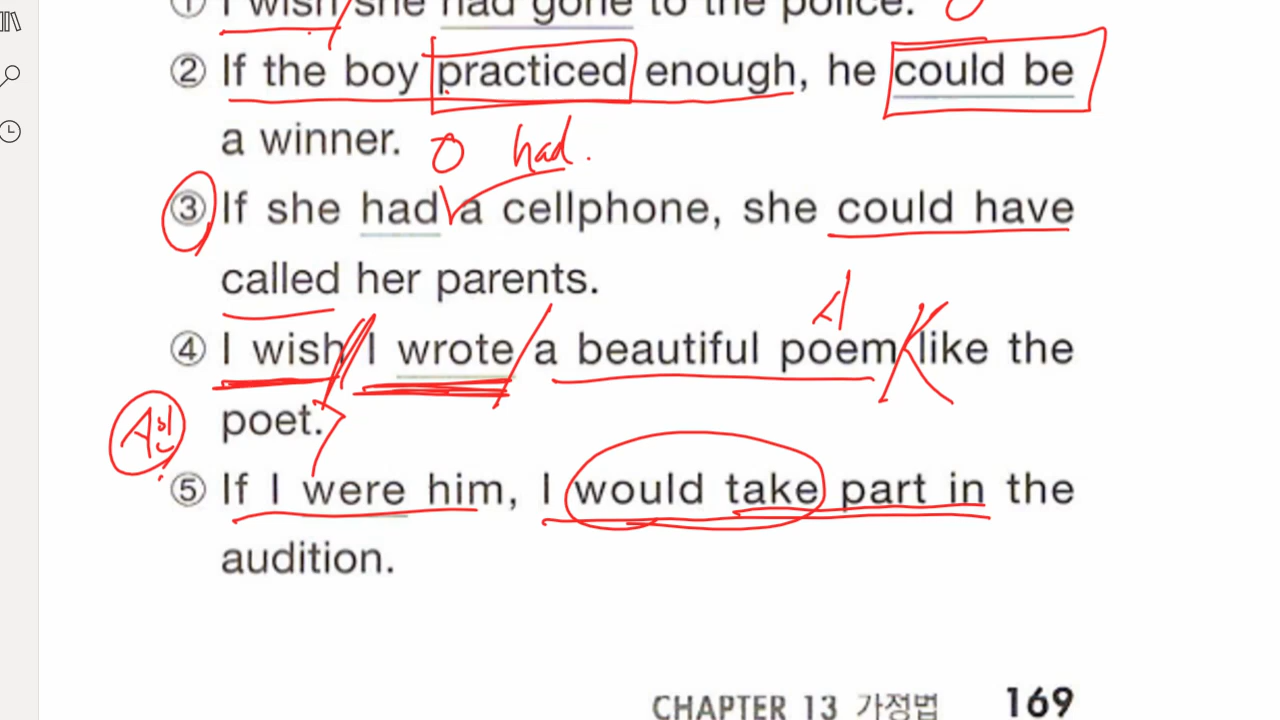 ① I wish she had gone to the police.
② If the boy practiced enough, he could be
a winner.
had.
③ If she had a cellphone, she could have
called her parents.
시
④ I wish I wrote a beautiful poem like the
poet.
⑤ If I were him, I would take part in the
audition.
CHAPTER 13 가정법 169